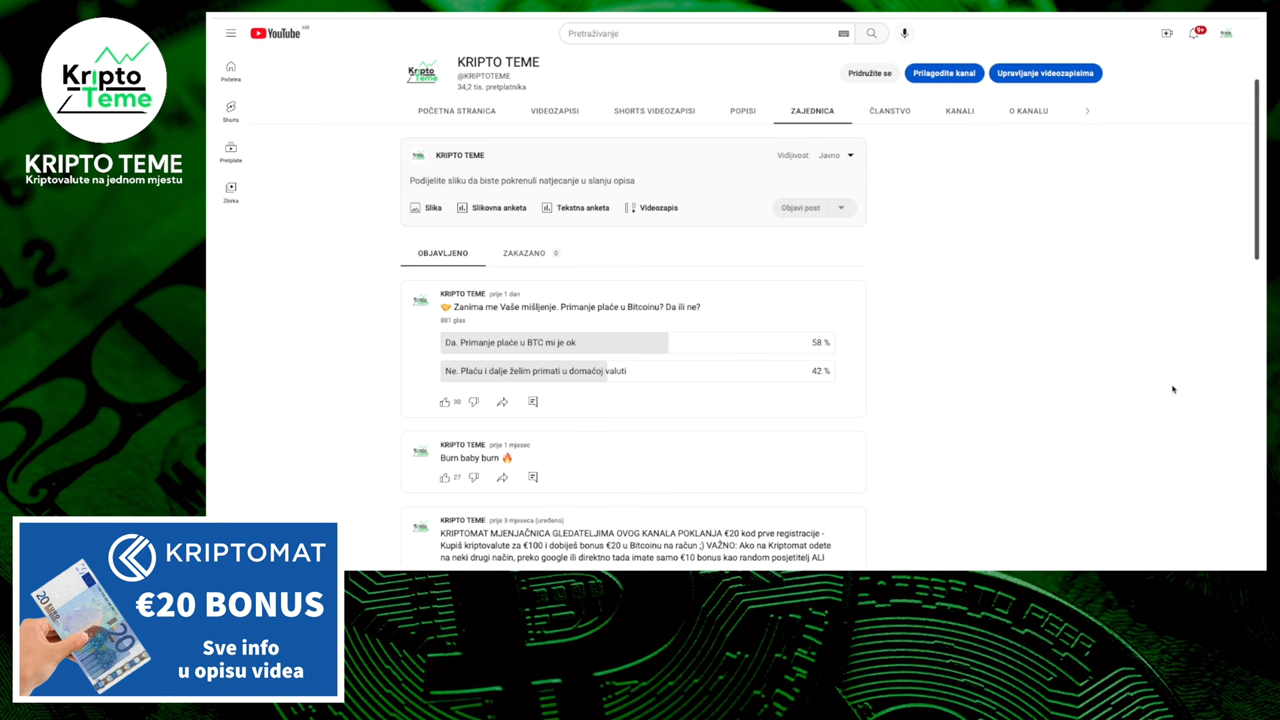 Kripto
Teme
KRIPTO TEME
Kriptovalute na jednom mjestu
YouTube HR
Pretraživanje
9+
Početna
Shorts
Pretplate
Zbirka
Kripto
Teme
KRIPTO TEME
@KRIPTOTEME
34,2 tis. pretplatnika
Pridružite se
Prilagodite kanal
Upravljanje videozapisima
POČETNA STRANICA
VIDEOZAPISI
SHORTS VIDEOZAPISI
POPISI
ZAJEDNICA
ČLANSTVO
KANALI
O KANALU
KRIPTO TEME
Vidljivost: Javno
Podijelite sliku da biste pokrenuli natjecanje u slanju opisa
Slika
Slikovna anketa
Tekstna anketa
Videozapis
Objavi post
OBJAVLJENO
ZAKAZANO 0
KRIPTO TEME prije 1 dan
🤝 Zanima me Vaše mišljenje. Primanje plaće u Bitcoinu? Da ili ne?
881 glas
Da. Primanje plaće u BTC mi je ok 58 %
Ne. Plaću i dalje želim primati u domaćoj valuti 42 %
30
KRIPTO TEME prije 1 mjesec
Burn baby burn 🔥
27
KRIPTO TEME prije 3 mjeseca (uređeno)
KRIPTOMAT MJENJAČNICA GLEDATELJIMA OVOG KANALA POKLANJA €20 kod prve registracije -
Kupiš kriptovalute za €100 i dobiješ bonus €20 u Bitcoinu na račun ;) VAŽNO: Ako na Kriptomat odete
na neki drugi način, preko google ili direktno tada imate samo €10 bonus kao random posjetitelj ALI
KRIPTOMAT
€20 BONUS
Sve info
u opisu videa